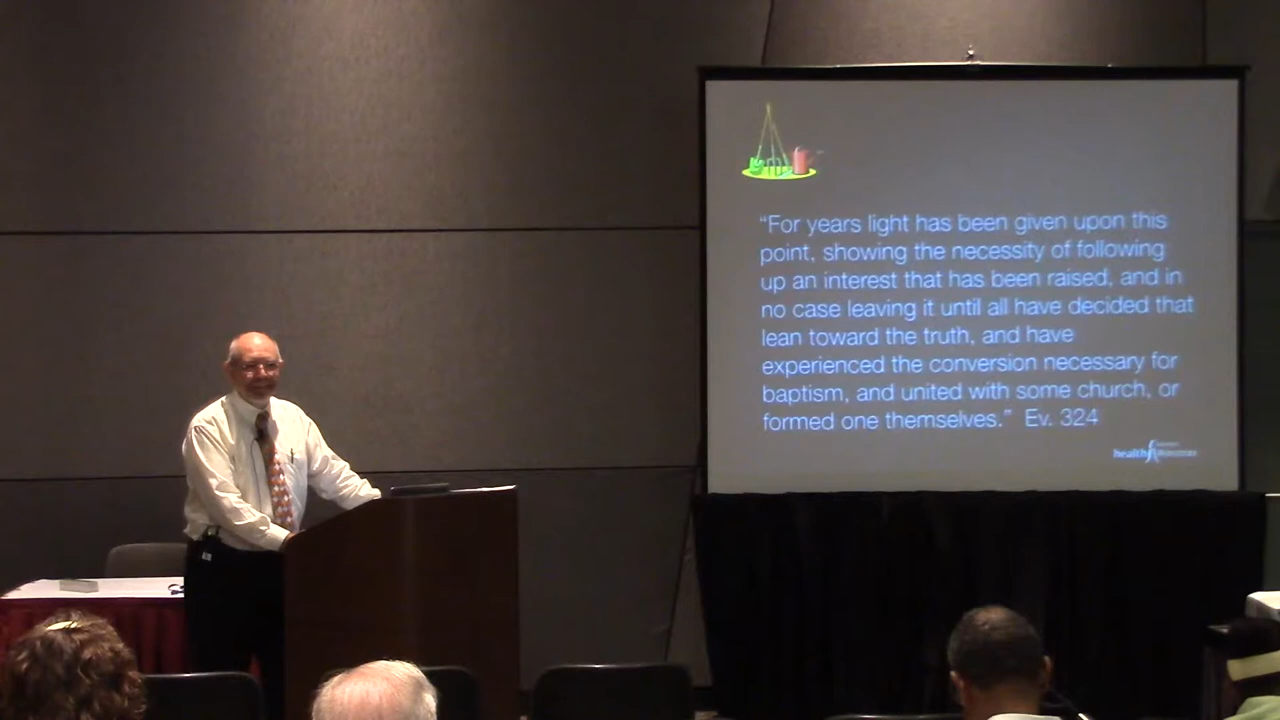 “For years light has been given upon this
point, showing the necessity of following
up an interest that has been raised, and in
no case leaving it until all have decided that
lean toward the truth, and have
experienced the conversion necessary for
baptism, and united with some church, or
formed one themselves.” Ev. 324
health